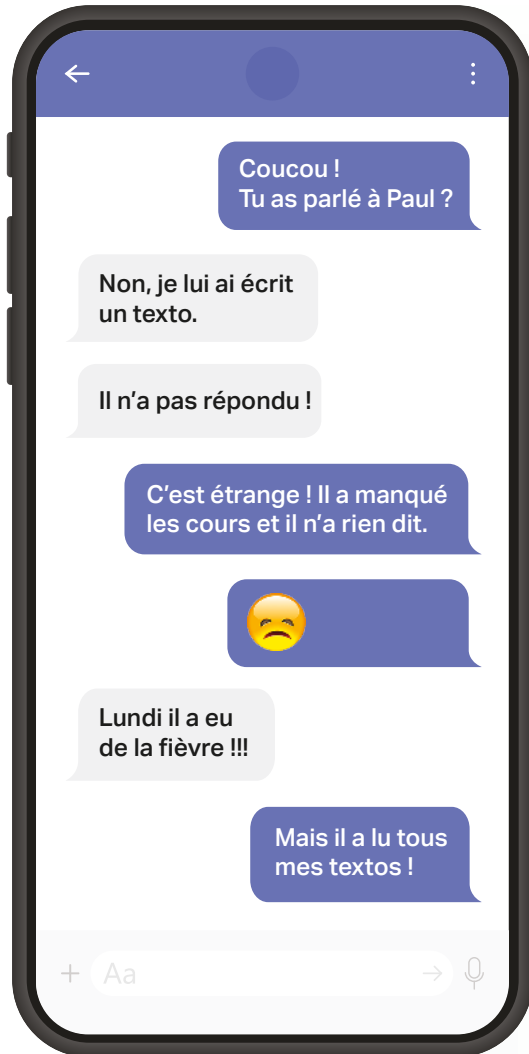 Coucou !
Tu as parlé à Paul ?
Non, je lui ai écrit
un texto.
Il n’a pas répondu !
C’est étrange ! Il a manqué
les cours et il n’a rien dit.
Lundi il a eu
de la fièvre !!!
Mais il a lu tous
mes textos !
Aa